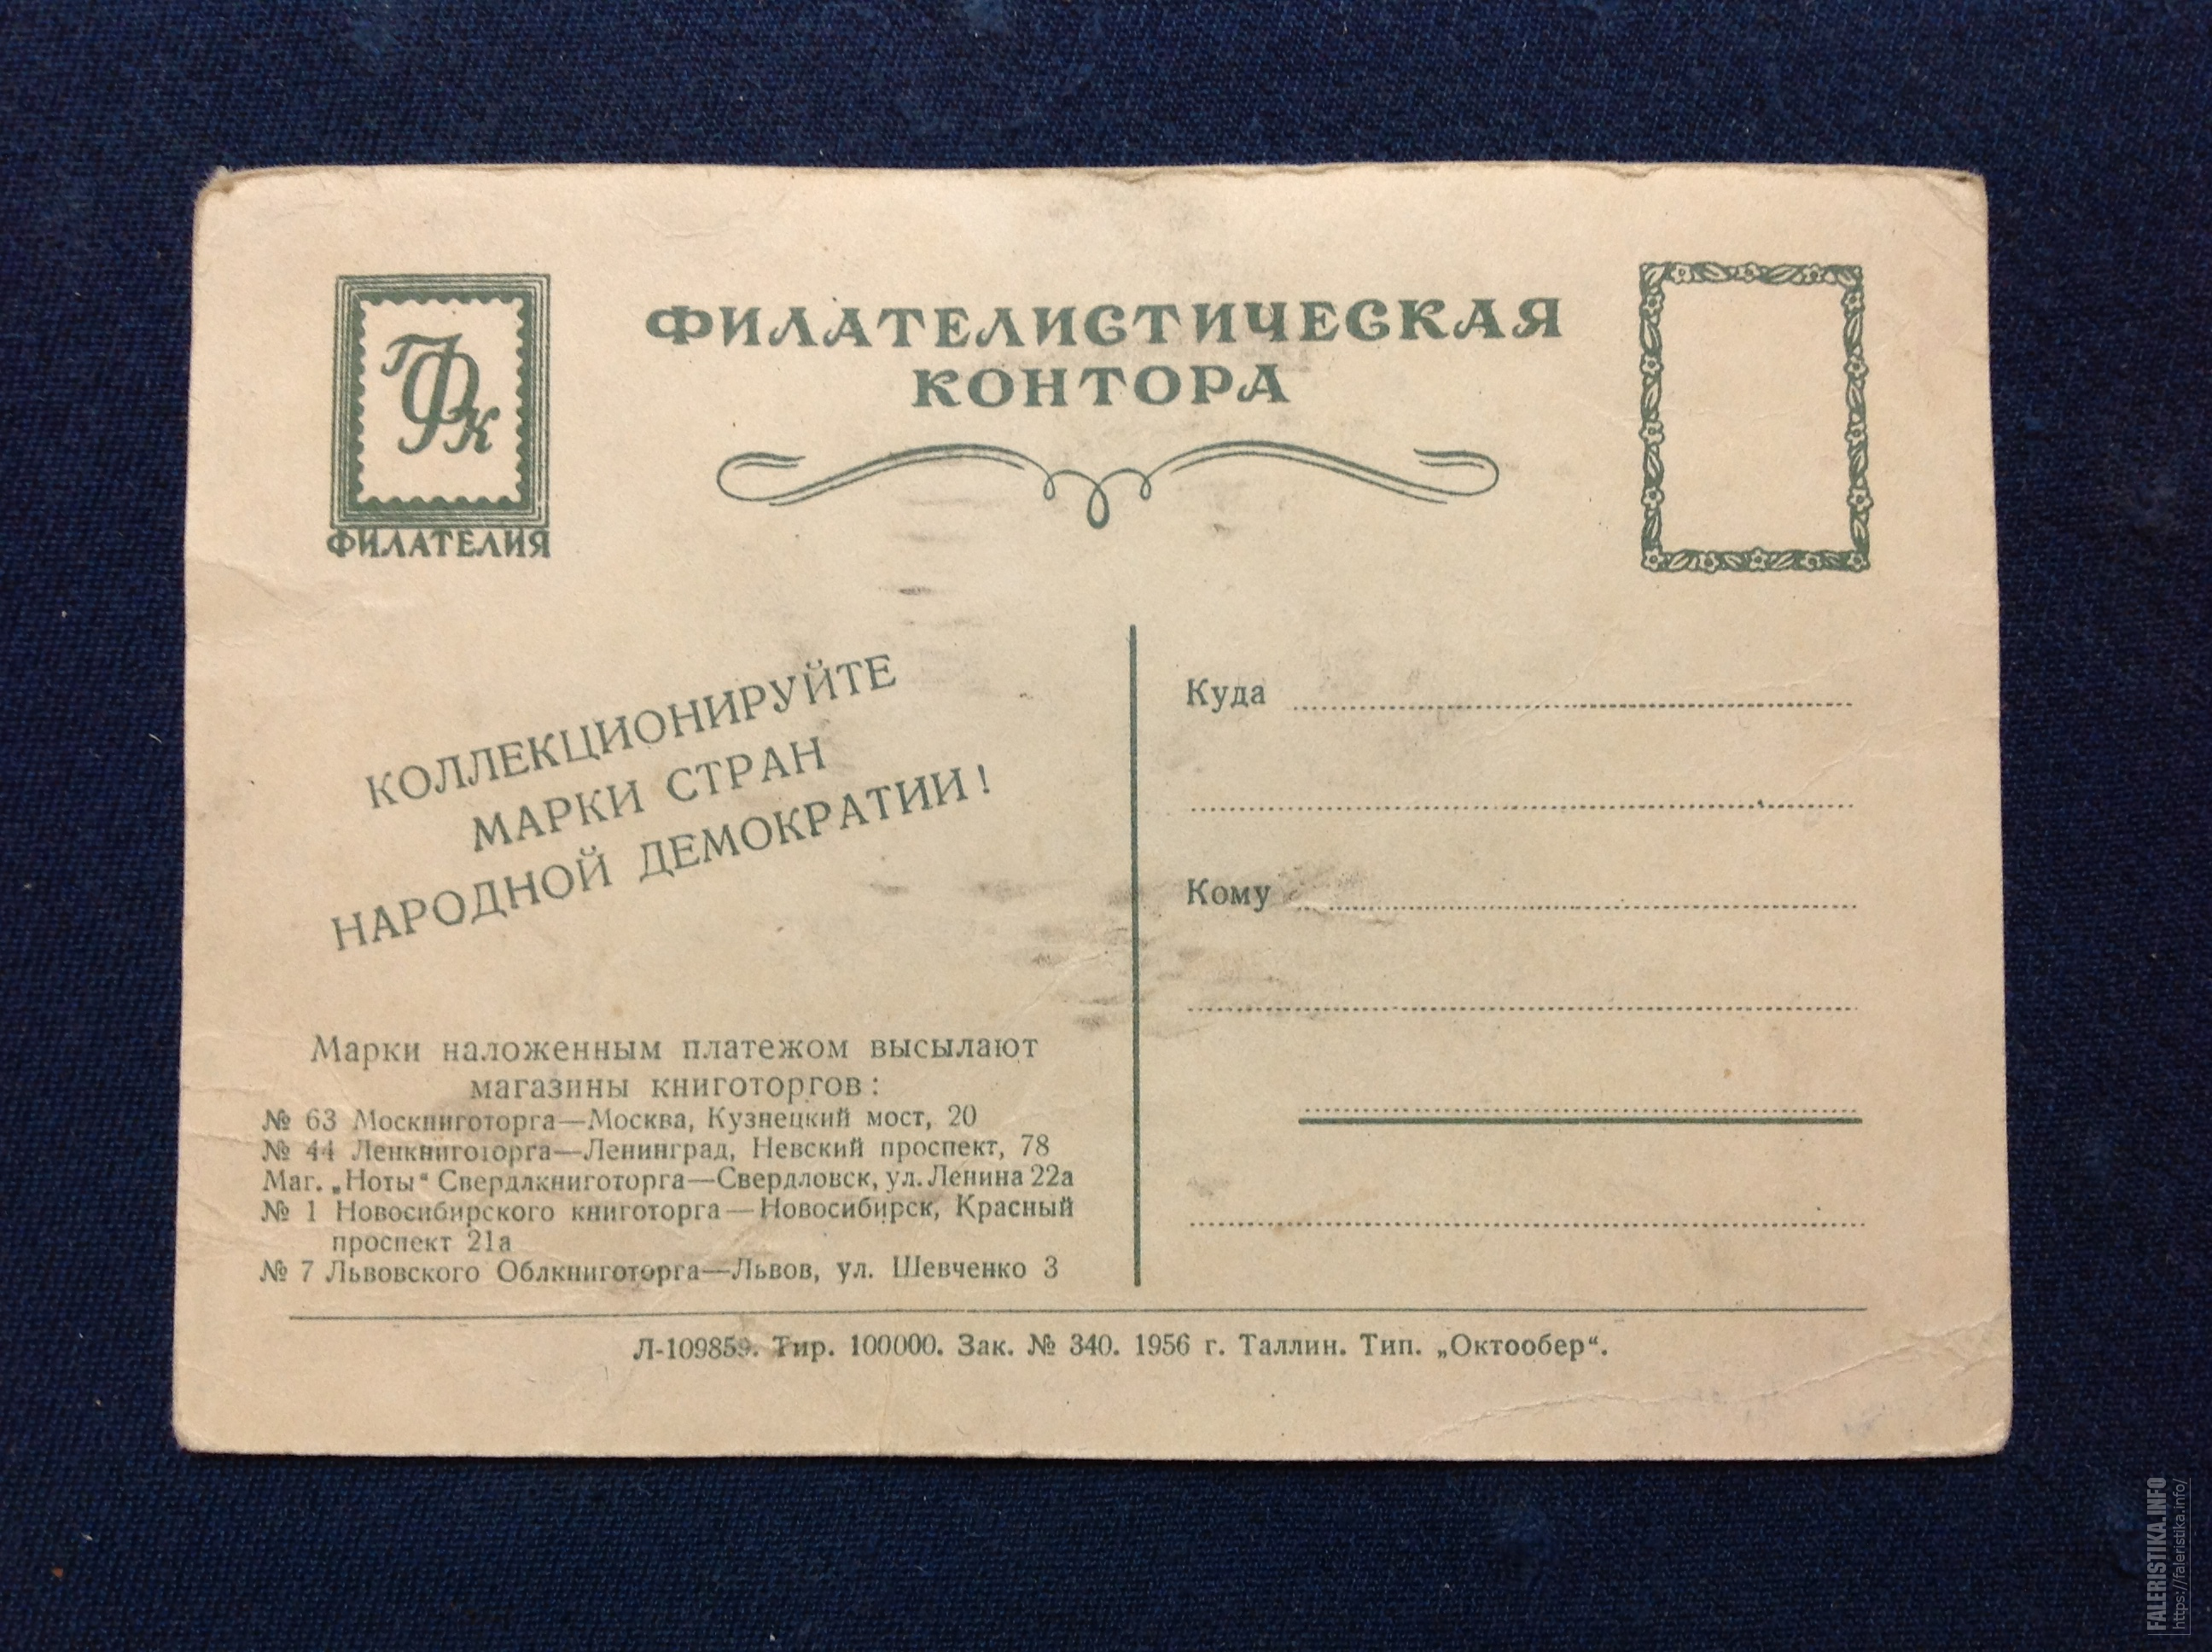 ГФК
ФИЛАТЕЛИЯ
ФИЛАТЕЛИСТИЧЕСКАЯ
КОНТОРА
КОЛЛЕКЦИОНИРУЙТЕ
МАРКИ СТРАН
НАРОДНОЙ ДЕМОКРАТИИ!
Марки наложенным платежом высылают
магазины книготоргов:
№ 63 Москниготорга—Москва, Кузнецкий мост, 20
№ 44 Ленкниготорга—Ленинград, Невский проспект, 78
Маг. „Ноты“ Свердлкниготорга—Свердловск, ул. Ленина 22а
№ 1 Новосибирского книготорга—Новосибирск, Красный
проспект 21а
№ 7 Львовского Облкниготорга—Львов, ул. Шевченко 3
Куда
Кому
Л-109859. Тир. 100000. Зак. № 340. 1956 г. Таллин. Тип. „Октообер“.
FALERISTIKA.INFO
https://faleristika.info/